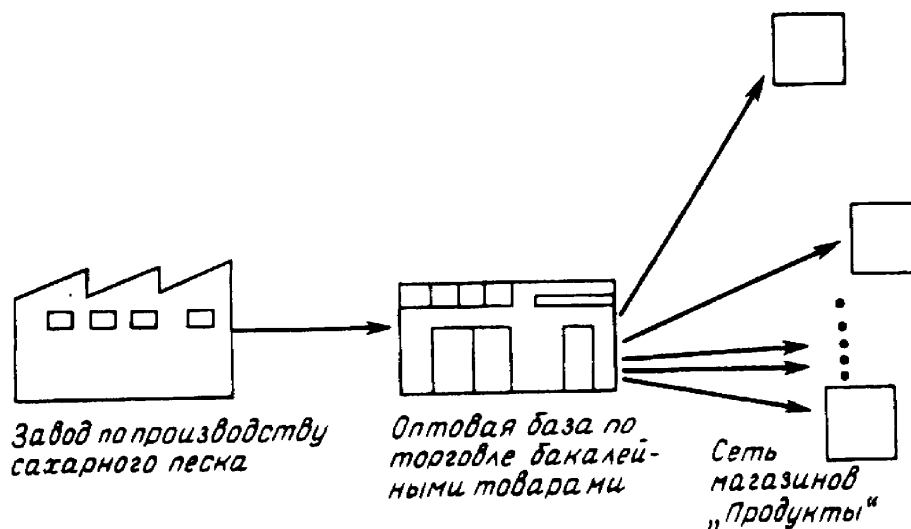 Завод по производству
сахарного песка
Оптовая база по
торговле бакалей-
ными товарами
Сеть
магазинов
„Продукты“